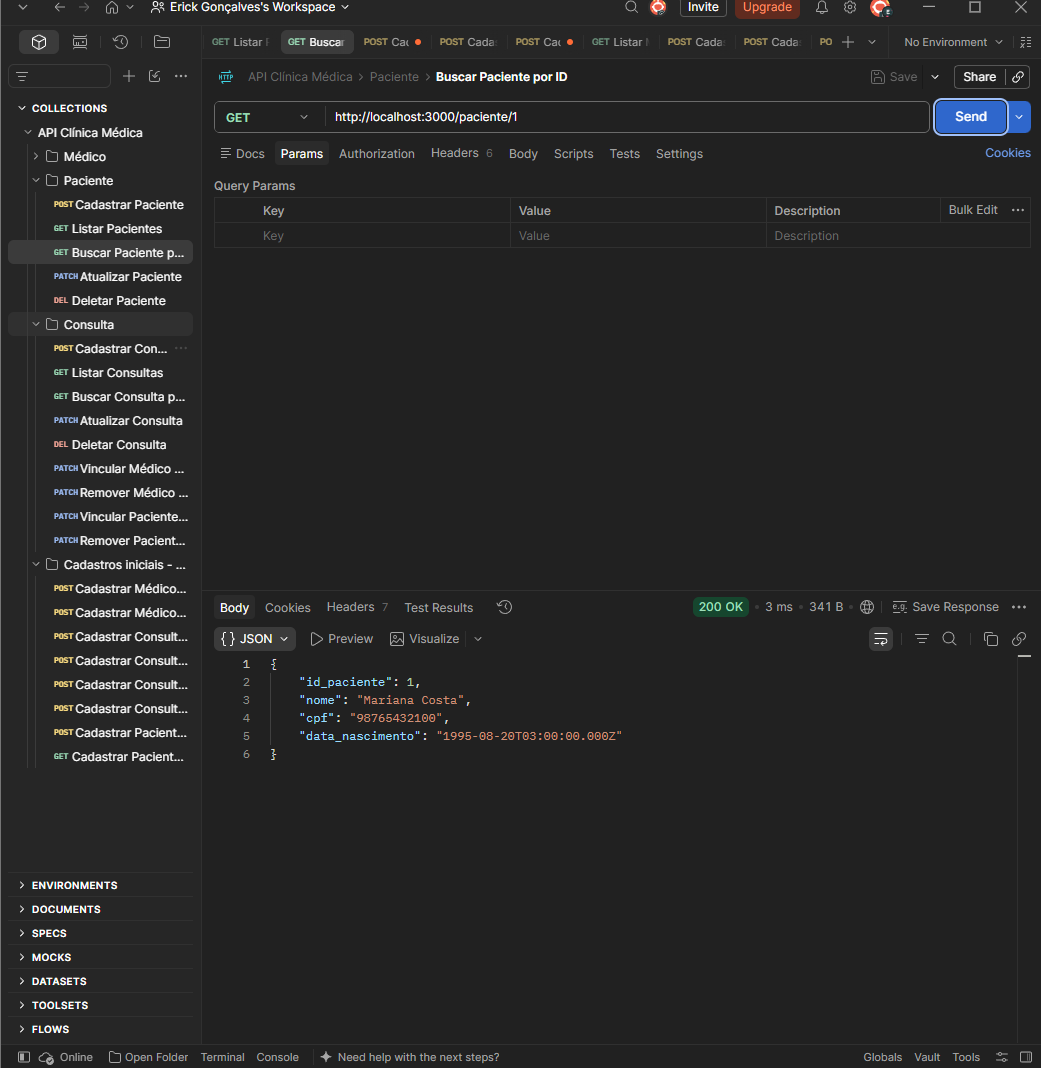 Erick Gonçalves's Workspace
Invite
Upgrade
GET Listar
GET Buscar
POST Cad
POST Cada
POST Cad
GET Listar
POST Cada
POST Cada
PO
No Environment
API Clínica Médica > Paciente > Buscar Paciente por ID
Save
Share
COLLECTIONS
API Clínica Médica
Médico
Paciente
POST Cadastrar Paciente
GET Listar Pacientes
GET Buscar Paciente p...
PATCH Atualizar Paciente
DEL Deletar Paciente
Consulta
POST Cadastrar Con...
GET Listar Consultas
GET Buscar Consulta p...
PATCH Atualizar Consulta
DEL Deletar Consulta
PATCH Vincular Médico ...
PATCH Remover Médico ...
PATCH Vincular Paciente...
PATCH Remover Pacient...
Cadastros iniciais - ...
POST Cadastrar Médico...
POST Cadastrar Médico...
POST Cadastrar Consult...
POST Cadastrar Consult...
POST Cadastrar Consult...
POST Cadastrar Consult...
POST Cadastrar Pacient...
GET Cadastrar Pacient...
ENVIRONMENTS
DOCUMENTS
SPECS
MOCKS
DATASETS
TOOLSETS
FLOWS
HTTP
GET
http://localhost:3000/paciente/1
Send
Docs Params Authorization Headers 6 Body Scripts Tests Settings
Cookies
Query Params
Key Value Description Bulk Edit
Key Value Description
Body Cookies Headers 7 Test Results
200 OK • 3 ms • 341 B • e.g. Save Response
{} JSON Preview Visualize
1 {
2 "id_paciente": 1,
3 "nome": "Mariana Costa",
4 "cpf": "98765432100",
5 "data_nascimento": "1995-08-20T03:00:00.000Z"
6 }
Online Open Folder Terminal Console Need help with the next steps?
Globals Vault Tools